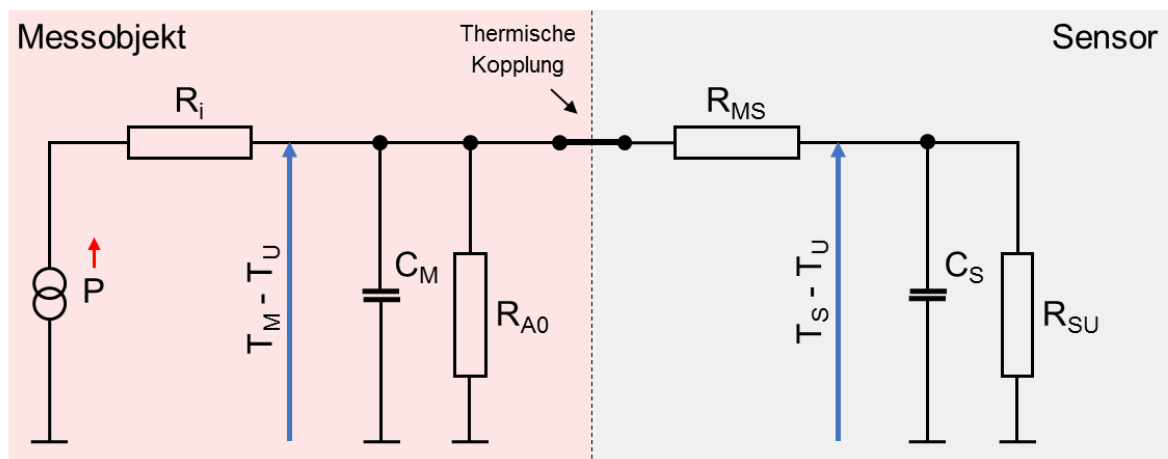 Messobjekt
Thermische
Kopplung
Sensor
R_i
R_MS
P
T_M - T_U
C_M
R_A0
T_S - T_U
C_S
R_SU